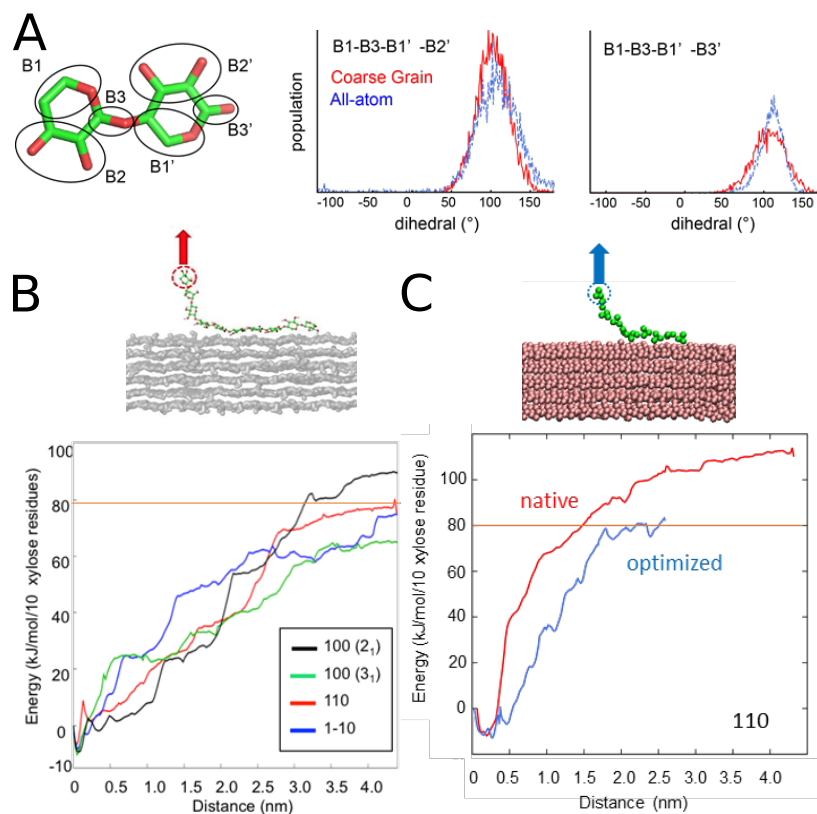 A
B1
B3
B2
B2’
B3’
B1’
B1-B3-B1’ -B2’
Coarse Grain
All-atom
population
-100
-50
0
50
100
150
dihedral (°)
B1-B3-B1’ -B3’
-100
-50
0
50
100
150
dihedral (°)
B
Energy (kJ/mol/10 xylose residues)
100
80
60
40
20
0
-10
100 (2₁)
100 (3₁)
110
1-10
0
0.5
1.0
1.5
2.0
2.5
3.0
3.5
4.0
Distance (nm)
C
Energy (kJ/mol/10 xylose residue)
100
80
60
40
20
0
native
optimized
110
0
0.5
1.0
1.5
2.0
2.5
3.0
3.5
4.0
Distance (nm)